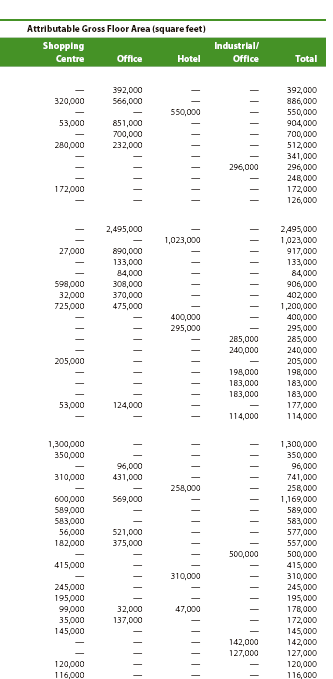 Attributable Gross Floor Area (square feet)
Shopping Industrial/
Centre Office Hotel Office Total
— 392,000 — — 392,000
320,000 566,000 — — 886,000
— — 550,000 — 550,000
53,000 851,000 — — 904,000
— 700,000 — — 700,000
280,000 232,000 — — 512,000
— — — — 341,000
— — — 296,000 296,000
— — — — 248,000
172,000 — — — 172,000
— — — — 126,000
— 2,495,000 — — 2,495,000
— — 1,023,000 — 1,023,000
27,000 890,000 — — 917,000
— 133,000 — — 133,000
— 84,000 — — 84,000
598,000 308,000 — — 906,000
32,000 370,000 — — 402,000
725,000 475,000 — — 1,200,000
— — 400,000 — 400,000
— — 295,000 — 295,000
— — — 285,000 285,000
— — — 240,000 240,000
205,000 — — — 205,000
— — — 198,000 198,000
— — — 183,000 183,000
— — — 183,000 183,000
53,000 124,000 — — 177,000
— — — 114,000 114,000
1,300,000 — — — 1,300,000
350,000 — — — 350,000
— 96,000 — — 96,000
310,000 431,000 — — 741,000
— — 258,000 — 258,000
600,000 569,000 — — 1,169,000
589,000 — — — 589,000
583,000 — — — 583,000
56,000 521,000 — — 577,000
182,000 375,000 — — 557,000
— — — 500,000 500,000
415,000 — — — 415,000
— — 310,000 — 310,000
245,000 — — — 245,000
195,000 — — — 195,000
99,000 32,000 47,000 — 178,000
35,000 137,000 — — 172,000
145,000 — — — 145,000
— — — 142,000 142,000
— — — 127,000 127,000
120,000 — — — 120,000
116,000 — — — 116,000